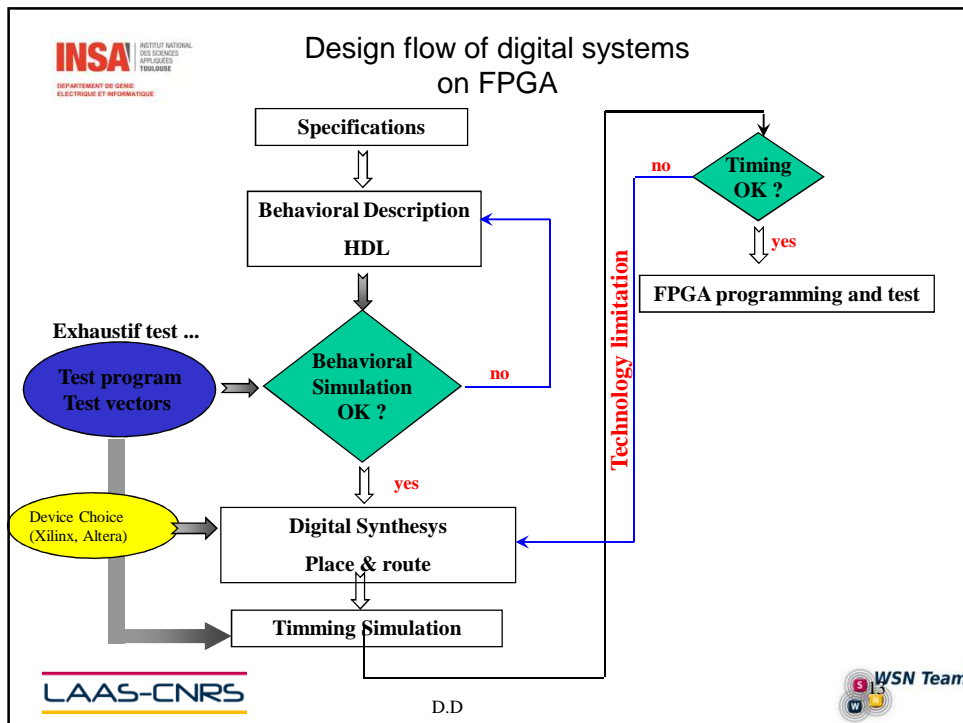 INSA
INSTITUT NATIONAL
DES SCIENCES
APPLIQUÉES
TOULOUSE
DEPARTEMENT DE GENIE
ELECTRIQUE ET INFORMATIQUE
Design flow of digital systems
on FPGA
Specifications
Behavioral Description
HDL
Exhaustif test ...
Test program
Test vectors
Behavioral
Simulation
OK ?
no
yes
Device Choice
(Xilinx, Altera)
Digital Synthesys
Place & route
Timming Simulation
Timing
OK ?
no
yes
Technology limitation
FPGA programming and test
LAAS-CNRS
D.D
S
W
N
WSN Team
13